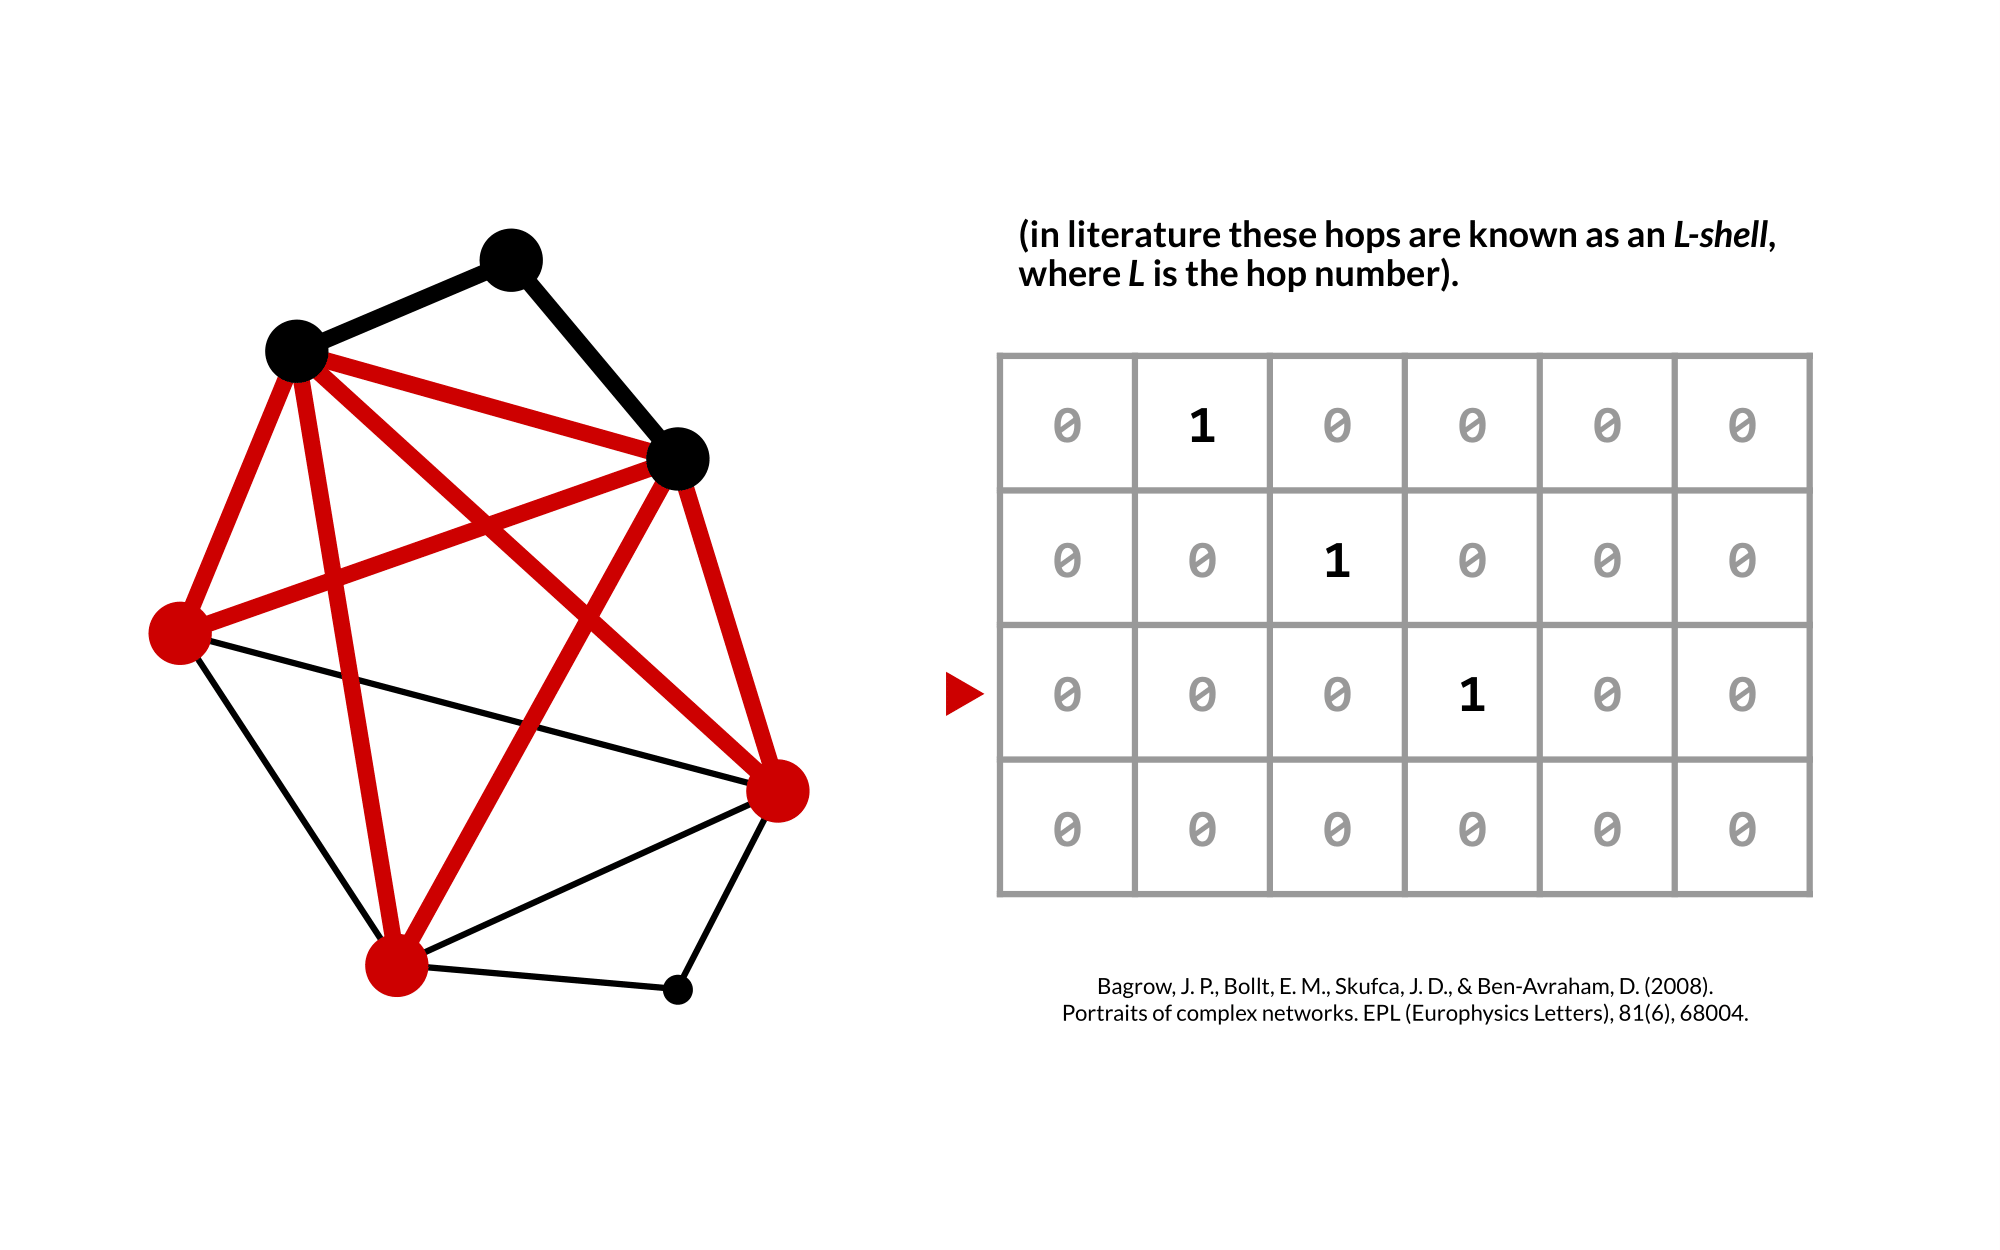 (in literature these hops are known as an L-shell,
where L is the hop number).
0 1 0 0 0 0
0 0 1 0 0 0
0 0 0 1 0 0
0 0 0 0 0 0
Bagrow, J. P., Bollt, E. M., Skufca, J. D., & Ben-Avraham, D. (2008).
Portraits of complex networks. EPL (Europhysics Letters), 81(6), 68004.